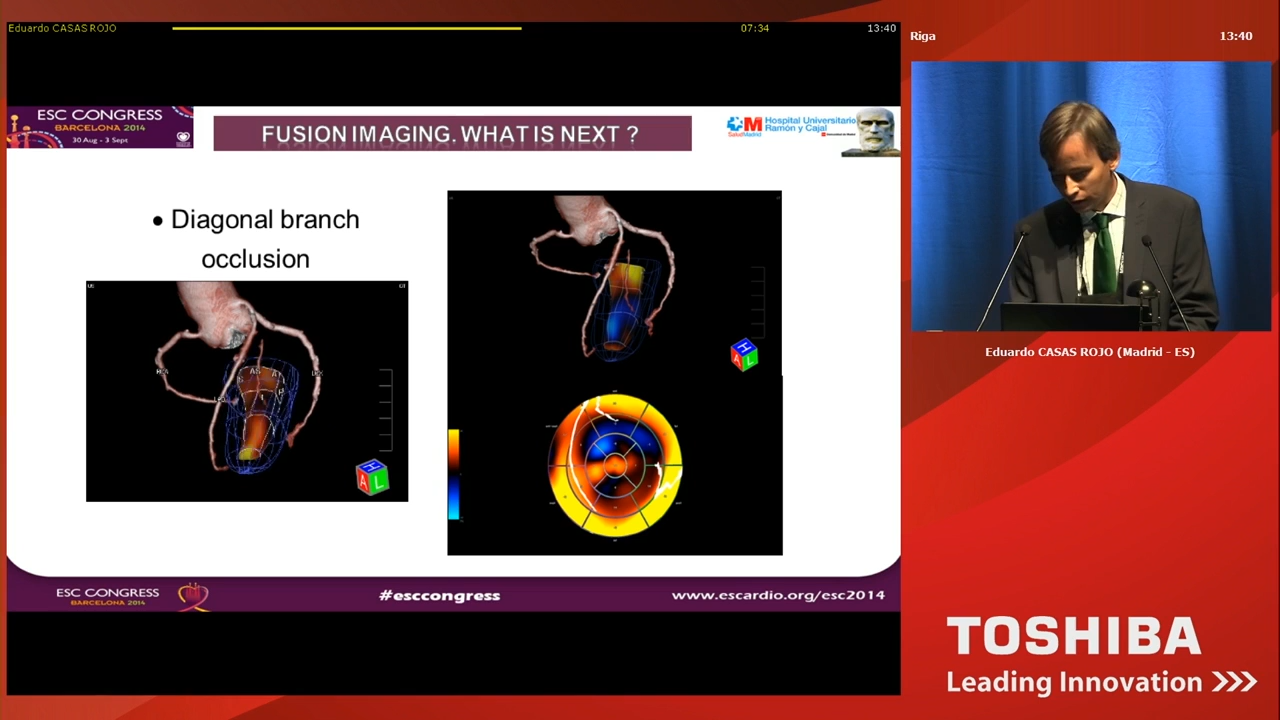 Eduardo CASAS ROJO
07:34
13:40
Riga
13:40
ESC CONGRESS
BARCELONA 2014
30 Aug - 3 Sept
FUSION IMAGING. WHAT IS NEXT ?
SaludMadrid
Hospital Universitario
Ramón y Cajal
• Diagonal branch
occlusion
RCA
H
A
L
H
A
L
Eduardo CASAS ROJO (Madrid - ES)
ESC CONGRESS
BARCELONA 2014
#esccongress
www.escardio.org/esc2014
TOSHIBA
Leading Innovation >>>